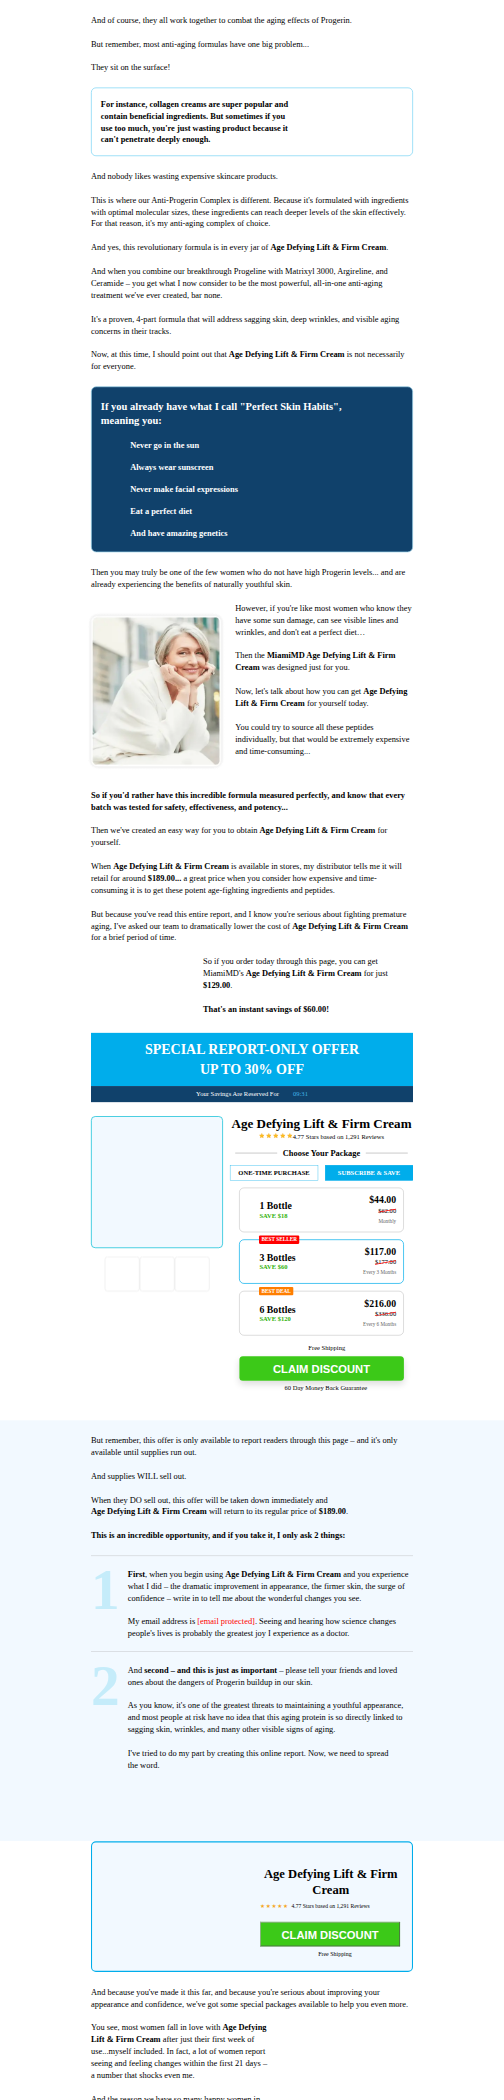 And of course, they all work together to combat the aging effects of Progerin.
But remember, most anti-aging formulas have one big problem...
They sit on the surface!
For instance, collagen creams are super popular and
contain beneficial ingredients. But sometimes if you
use too much, you're just wasting product because it
can't penetrate deeply enough.
And nobody likes wasting expensive skincare products.
This is where our Anti-Progerin Complex is different. Because it's formulated with ingredients
with optimal molecular sizes, these ingredients can reach deeper levels of the skin effectively.
For that reason, it's my anti-aging complex of choice.
And yes, this revolutionary formula is in every jar of Age Defying Lift & Firm Cream.
And when you combine our breakthrough Progeline with Matrixyl 3000, Argireline, and
Ceramide – you get what I now consider to be the most powerful, all-in-one anti-aging
treatment we've ever created, bar none.
It's a proven, 4-part formula that will address sagging skin, deep wrinkles, and visible aging
concerns in their tracks.
Now, at this time, I should point out that Age Defying Lift & Firm Cream is not necessarily
for everyone.
If you already have what I call "Perfect Skin Habits",
meaning you:
Never go in the sun
Always wear sunscreen
Never make facial expressions
Eat a perfect diet
And have amazing genetics
Then you may truly be one of the few women who do not have high Progerin levels... and are
already experiencing the benefits of naturally youthful skin.
However, if you're like most women who know they
have some sun damage, can see visible lines and
wrinkles, and don't eat a perfect diet…
Then the MiamiMD Age Defying Lift & Firm
Cream was designed just for you.
Now, let's talk about how you can get Age Defying
Lift & Firm Cream for yourself today.
You could try to source all these peptides
individually, but that would be extremely expensive
and time-consuming...
So if you'd rather have this incredible formula measured perfectly, and know that every
batch was tested for safety, effectiveness, and potency...
Then we've created an easy way for you to obtain Age Defying Lift & Firm Cream for
yourself.
When Age Defying Lift & Firm Cream is available in stores, my distributor tells me it will
retail for around $189.00... a great price when you consider how expensive and time-
consuming it is to get these potent age-fighting ingredients and peptides.
But because you've read this entire report, and I know you're serious about fighting premature
aging, I've asked our team to dramatically lower the cost of Age Defying Lift & Firm Cream
for a brief period of time.
So if you order today through this page, you can get
MiamiMD's Age Defying Lift & Firm Cream for just
$129.00.
That's an instant savings of $60.00!
SPECIAL REPORT-ONLY OFFER
UP TO 30% OFF
Your Savings Are Reserved For 09:31
Age Defying Lift & Firm Cream
★★★★★4.77 Stars based on 1,291 Reviews
Choose Your Package
ONE-TIME PURCHASE SUBSCRIBE & SAVE
1 Bottle $44.00
SAVE $18 $62.00
Monthly
BEST SELLER
3 Bottles $117.00
SAVE $60 $177.00
Every 3 Months
BEST DEAL
6 Bottles $216.00
SAVE $120 $336.00
Every 6 Months
Free Shipping
CLAIM DISCOUNT
60 Day Money Back Guarantee
But remember, this offer is only available to report readers through this page – and it's only
available until supplies run out.
And supplies WILL sell out.
When they DO sell out, this offer will be taken down immediately and
Age Defying Lift & Firm Cream will return to its regular price of $189.00.
This is an incredible opportunity, and if you take it, I only ask 2 things:
1
First, when you begin using Age Defying Lift & Firm Cream and you experience
what I did – the dramatic improvement in appearance, the firmer skin, the surge of
confidence – write in to tell me about the wonderful changes you see.
My email address is [email protected]. Seeing and hearing how science changes
people's lives is probably the greatest joy I experience as a doctor.
2
And second – and this is just as important – please tell your friends and loved
ones about the dangers of Progerin buildup in our skin.
As you know, it's one of the greatest threats to maintaining a youthful appearance,
and most people at risk have no idea that this aging protein is so directly linked to
sagging skin, wrinkles, and many other visible signs of aging.
I've tried to do my part by creating this online report. Now, we need to spread
the word.
Age Defying Lift & Firm
Cream
★★★★★ 4.77 Stars based on 1,291 Reviews
CLAIM DISCOUNT
Free Shipping
And because you've made it this far, and because you're serious about improving your
appearance and confidence, we've got some special packages available to help you even more.
You see, most women fall in love with Age Defying
Lift & Firm Cream after just their first week of
use...myself included. In fact, a lot of women report
seeing and feeling changes within the first 21 days –
a number that shocks even me.
And the reason we have so many happy women in